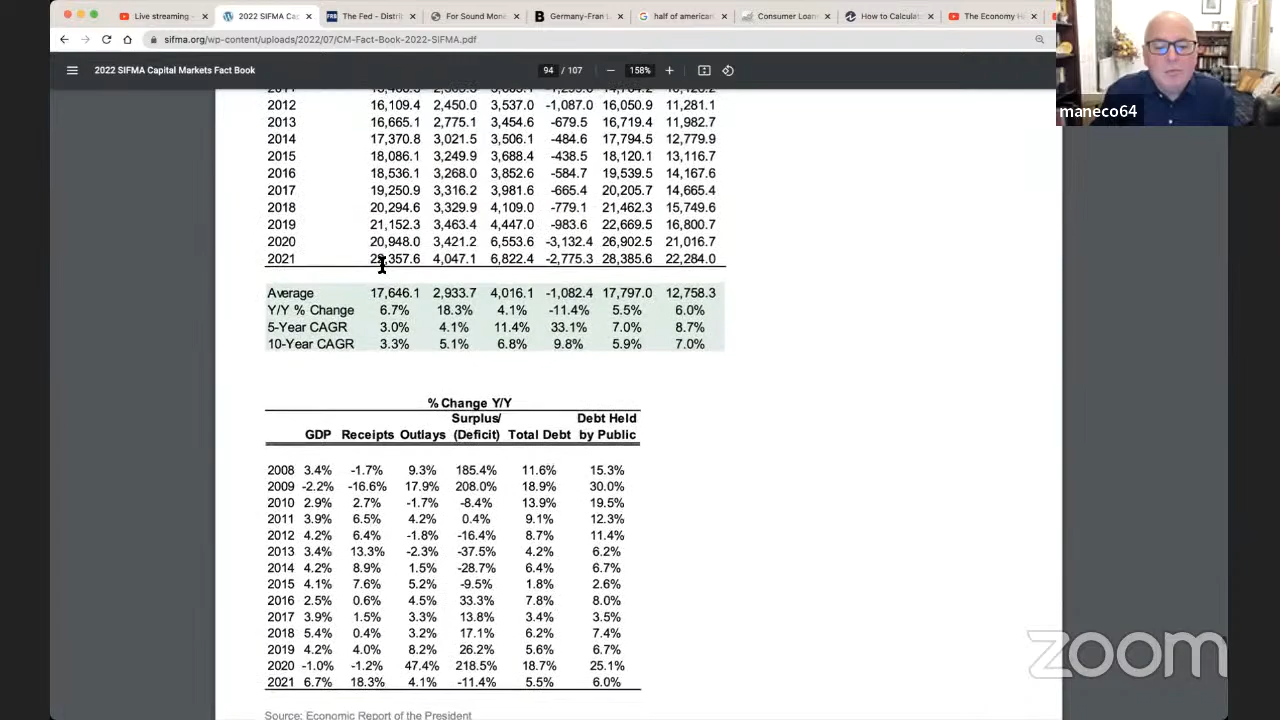 Live streaming -
2022 SIFMA Cap
The Fed - Distri
For Sound Mone
Germany-Fran L
half of american
Consumer Loan
How to Calculat
The Economy H
sifma.org/wp-content/uploads/2022/07/CM-Fact-Book-2022-SIFMA.pdf
2022 SIFMA Capital Markets Fact Book 94 / 107 158%
maneco64
2012 16,109.4 2,450.0 3,537.0 -1,087.0 16,050.9 11,281.1
2013 16,665.1 2,775.1 3,454.6 -679.5 16,719.4 11,982.7
2014 17,370.8 3,021.5 3,506.1 -484.6 17,794.5 12,779.9
2015 18,086.1 3,249.9 3,688.4 -438.5 18,120.1 13,116.7
2016 18,536.1 3,268.0 3,852.6 -584.7 19,539.5 14,167.6
2017 19,250.9 3,316.2 3,981.6 -665.4 20,205.7 14,665.4
2018 20,294.6 3,329.9 4,109.0 -779.1 21,462.3 15,749.6
2019 21,152.3 3,463.4 4,447.0 -983.6 22,669.5 16,800.7
2020 20,948.0 3,421.2 6,553.6 -3,132.4 26,902.5 21,016.7
2021 4,047.1 6,822.4 -2,775.3 28,385.6 22,284.0
Average 17,646.1 2,933.7 4,016.1 -1,082.4 17,797.0 12,758.3
Y/Y % Change 6.7% 18.3% 4.1% -11.4% 5.5% 6.0%
5-Year CAGR 3.0% 4.1% 11.4% 33.1% 7.0% 8.7%
10-Year CAGR 3.3% 5.1% 6.8% 9.8% 5.9% 7.0%
% Change Y/Y
Surplus/ Debt Held
GDP Receipts Outlays (Deficit) Total Debt by Public
2008 3.4% -1.7% 9.3% 185.4% 11.6% 15.3%
2009 -2.2% -16.6% 17.9% 208.0% 18.9% 30.0%
2010 2.9% 2.7% -1.7% -8.4% 13.9% 19.5%
2011 3.9% 6.5% 4.2% 0.4% 9.1% 12.3%
2012 4.2% 6.4% -1.8% -16.4% 8.7% 11.4%
2013 3.4% 13.3% -2.3% -37.5% 4.2% 6.2%
2014 4.2% 8.9% 1.5% -28.7% 6.4% 6.7%
2015 4.1% 7.6% 5.2% -9.5% 1.8% 2.6%
2016 2.5% 0.6% 4.5% 33.3% 7.8% 8.0%
2017 3.9% 1.5% 3.3% 13.8% 3.4% 3.5%
2018 5.4% 0.4% 3.2% 17.1% 6.2% 7.4%
2019 4.2% 4.0% 8.2% 26.2% 5.6% 6.7%
2020 -1.0% -1.2% 47.4% 218.5% 18.7% 25.1%
2021 6.7% 18.3% 4.1% -11.4% 5.5% 6.0%
Source: Economic Report of the President
zoom